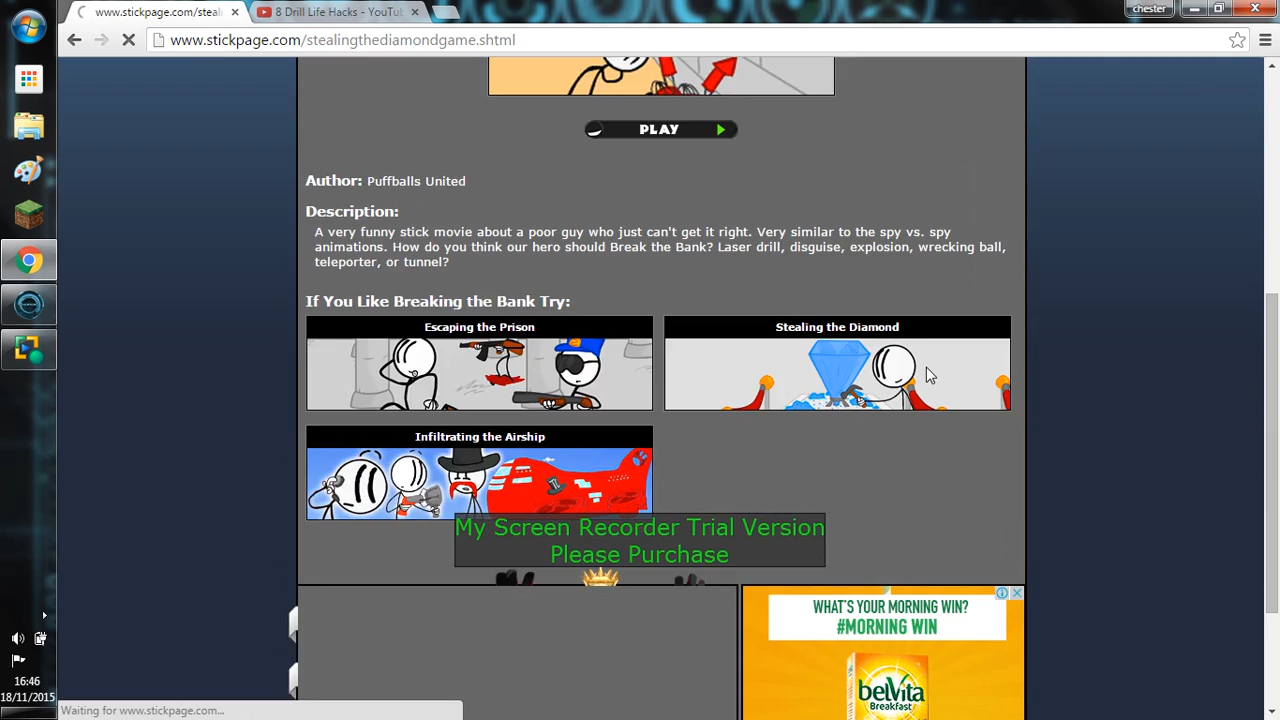 www.stickpage.com/steal
8 Drill Life Hacks - YouTu
chester
www.stickpage.com/stealingthediamondgame.shtml
PLAY
Author: Puffballs United
Description:
A very funny stick movie about a poor guy who just can't get it right. Very similar to the spy vs. spy
animations. How do you think our hero should Break the Bank? Laser drill, disguise, explosion, wrecking ball,
teleporter, or tunnel?
If You Like Breaking the Bank Try:
Escaping the Prison
Stealing the Diamond
Infiltrating the Airship
My Screen Recorder Trial Version
Please Purchase
WHAT'S YOUR MORNING WIN?
#MORNING WIN
belVita
Breakfast
16:46
18/11/2015
Waiting for www.stickpage.com...